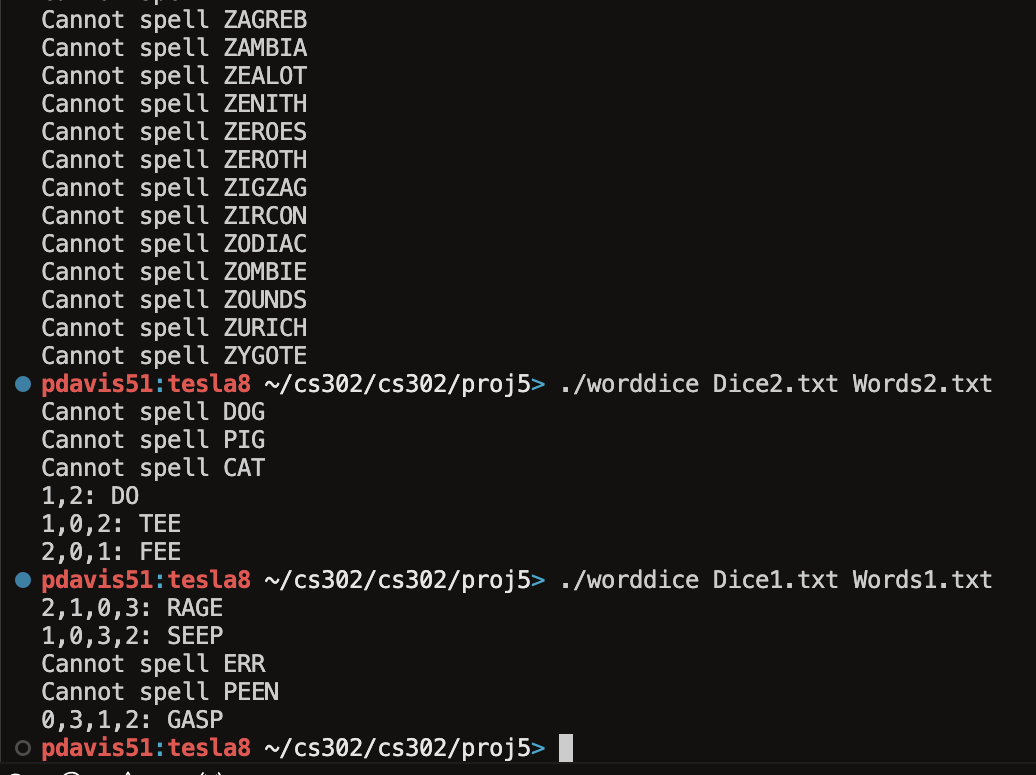 Cannot spell ZAGREB
Cannot spell ZAMBIA
Cannot spell ZEALOT
Cannot spell ZENITH
Cannot spell ZEROES
Cannot spell ZEROTH
Cannot spell ZIGZAG
Cannot spell ZIRCON
Cannot spell ZODIAC
Cannot spell ZOMBIE
Cannot spell ZOUNDS
Cannot spell ZURICH
Cannot spell ZYGOTE
pdavis51:tesla8 ~/cs302/cs302/proj5> ./worddice Dice2.txt Words2.txt
Cannot spell DOG
Cannot spell PIG
Cannot spell CAT
1,2: DO
1,0,2: TEE
2,0,1: FEE
pdavis51:tesla8 ~/cs302/cs302/proj5> ./worddice Dice1.txt Words1.txt
2,1,0,3: RAGE
1,0,3,2: SEEP
Cannot spell ERR
Cannot spell PEEN
0,3,1,2: GASP
pdavis51:tesla8 ~/cs302/cs302/proj5>